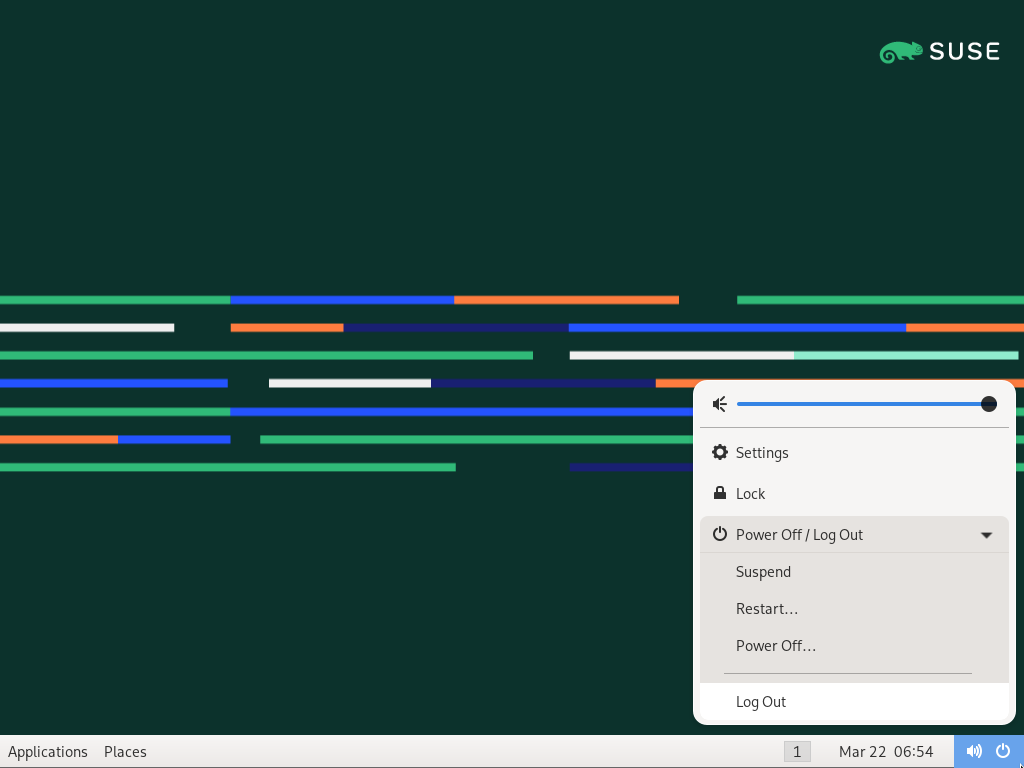 SUSE
Settings
Lock
Power Off / Log Out
Suspend
Restart…
Power Off…
Log Out
Applications Places 1 Mar 22 06:54